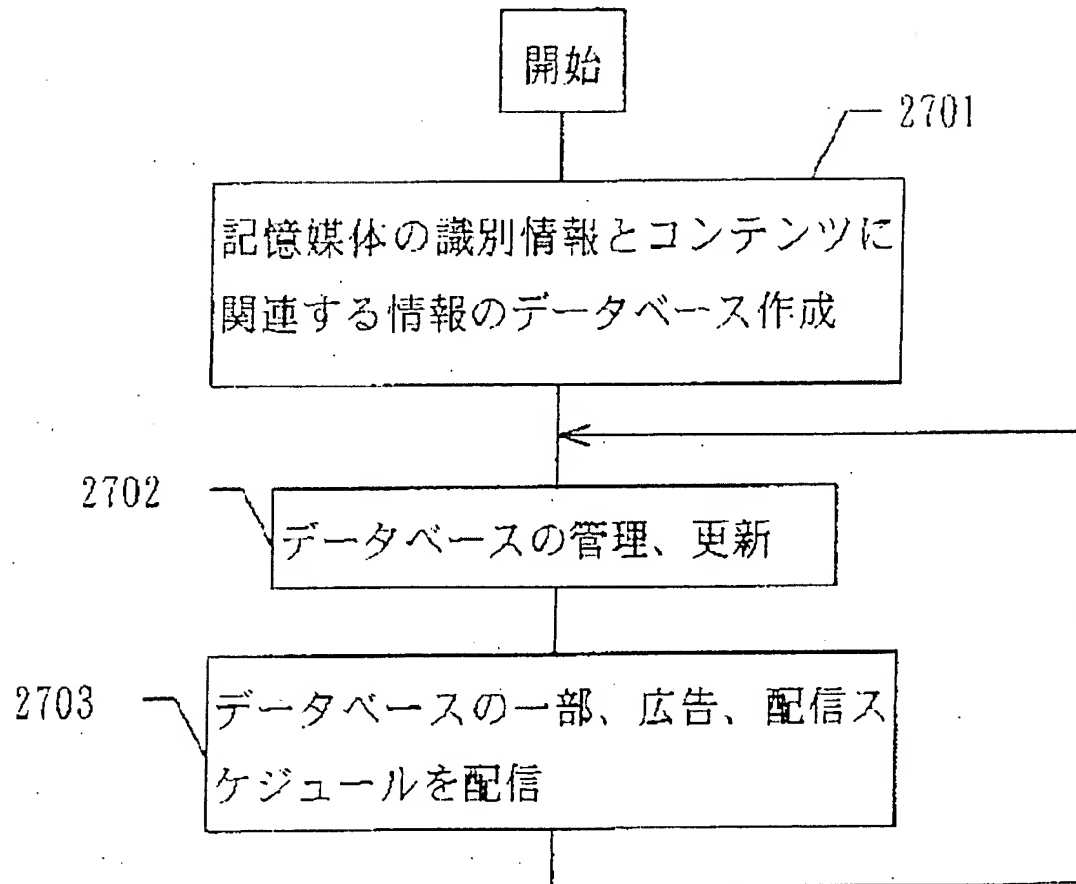 開始
2701
記憶媒体の識別情報とコンテンツに
関連する情報のデータベース作成
2702
データベースの管理、更新
2703
データベースの一部、広告、配信ス
ケジュールを配信